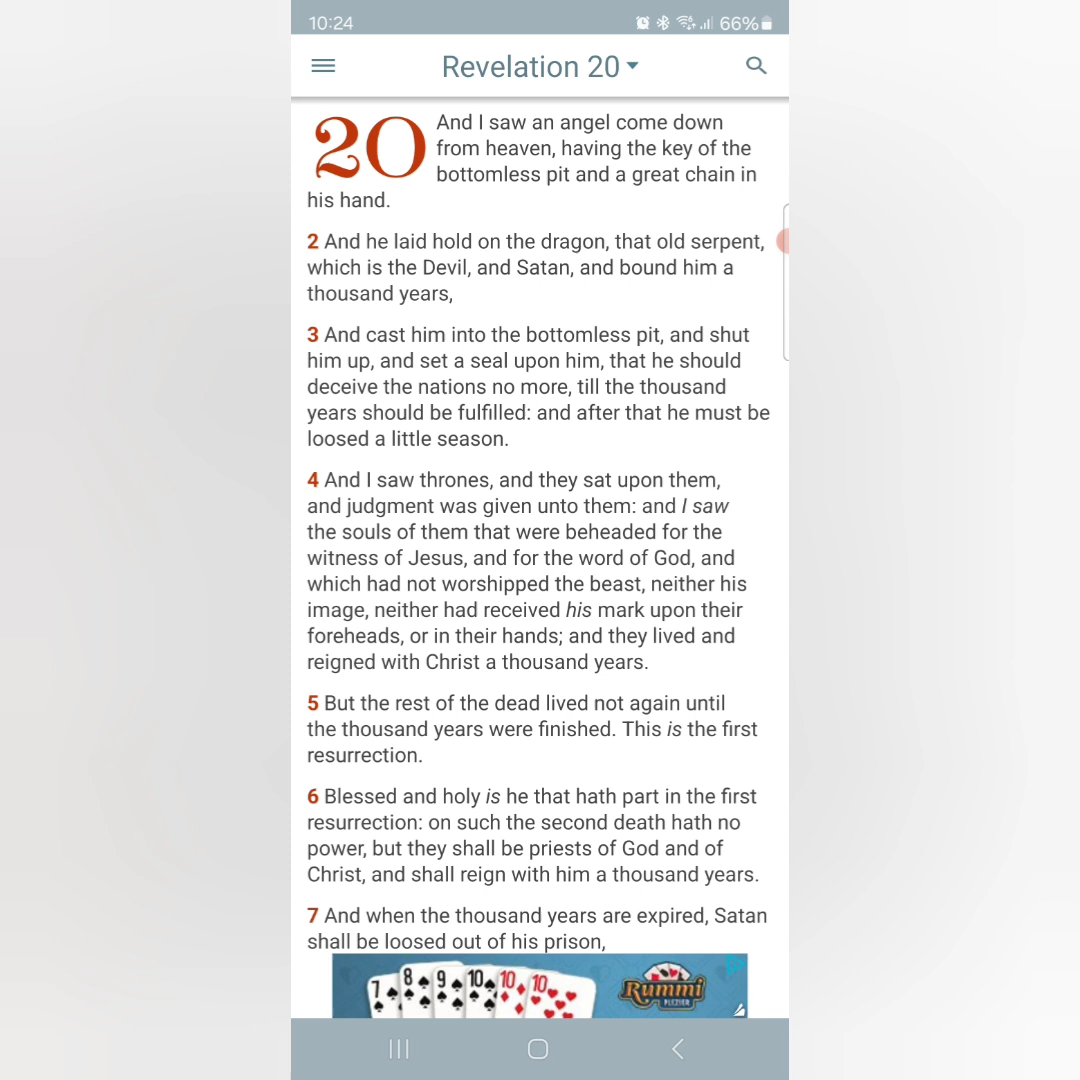 10:24
66%
Revelation 20
20 And I saw an angel come down
from heaven, having the key of the
bottomless pit and a great chain in
his hand.
2 And he laid hold on the dragon, that old serpent,
which is the Devil, and Satan, and bound him a
thousand years,
3 And cast him into the bottomless pit, and shut
him up, and set a seal upon him, that he should
deceive the nations no more, till the thousand
years should be fulfilled: and after that he must be
loosed a little season.
4 And I saw thrones, and they sat upon them,
and judgment was given unto them: and I saw
the souls of them that were beheaded for the
witness of Jesus, and for the word of God, and
which had not worshipped the beast, neither his
image, neither had received his mark upon their
foreheads, or in their hands; and they lived and
reigned with Christ a thousand years.
5 But the rest of the dead lived not again until
the thousand years were finished. This is the first
resurrection.
6 Blessed and holy is he that hath part in the first
resurrection: on such the second death hath no
power, but they shall be priests of God and of
Christ, and shall reign with him a thousand years.
7 And when the thousand years are expired, Satan
shall be loosed out of his prison,
7 8 9 10 10 10
Rummi
PLEZIER